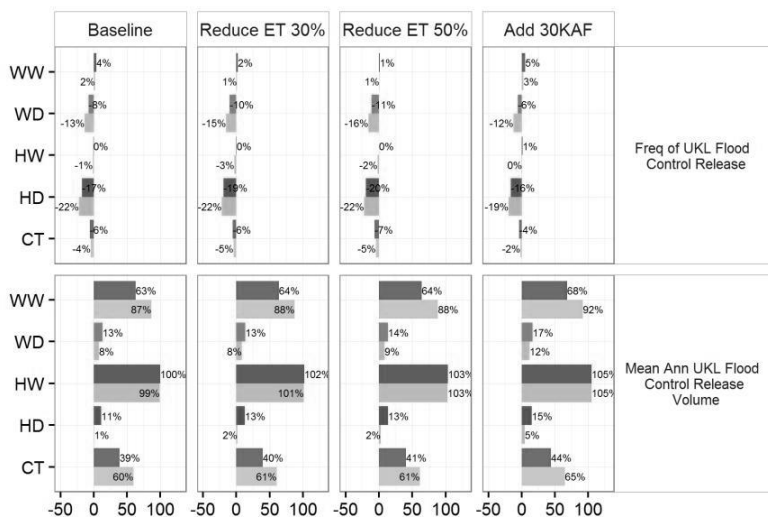 Baseline Reduce ET 30% Reduce ET 50% Add 30KAF
WW 4% 2% 1% 5%
2% 1% 1% 3%
WD -8% -10% -11% -6%
-13% -15% -16% -12%
HW 0% 0% 0% 1%
-1% -3% -2% 0%
HD -17% -19% -20% -16%
-22% -22% -22% -19%
CT -6% -6% -7% -4%
-4% -5% -5% -2%
Freq of UKL Flood
Control Release
WW 63% 64% 64% 68%
87% 88% 88% 92%
WD 13% 13% 14% 17%
8% 8% 9% 12%
HW 100% 102% 103% 105%
99% 101% 103% 105%
HD 11% 13% 13% 15%
1% 2% 2% 5%
CT 39% 40% 41% 44%
60% 61% 61% 65%
Mean Ann UKL Flood
Control Release
Volume
-50 0 50 100 -50 0 50 100 -50 0 50 100 -50 0 50 100